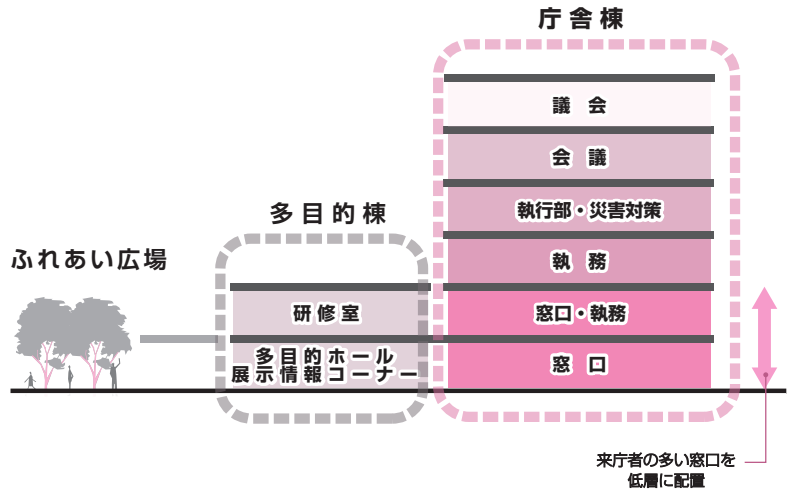 庁舎棟
議会
会議
執行部・災害対策
多目的棟
執務
ふれあい広場
研修室
窓口・執務
多目的ホール
展示情報コーナー
窓口
来庁者の多い窓口を
低層に配置